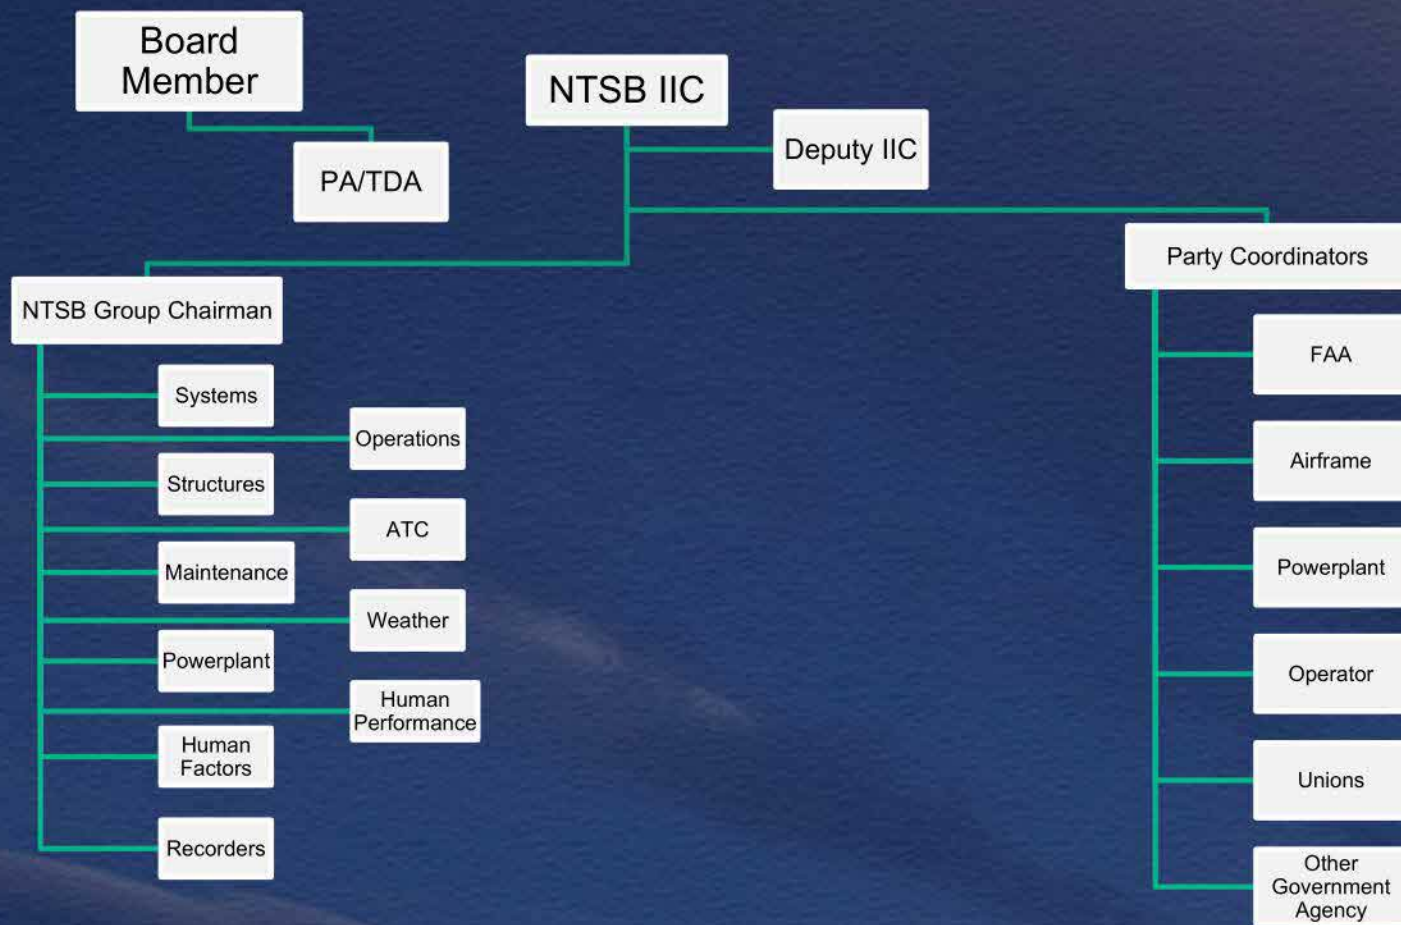 Board
Member
NTSB IIC
Deputy IIC
PA/TDA
Party Coordinators
NTSB Group Chairman
Systems
Operations
Structures
ATC
Maintenance
Weather
Powerplant
Human
Performance
Human
Factors
Recorders
FAA
Airframe
Powerplant
Operator
Unions
Other
Government
Agency